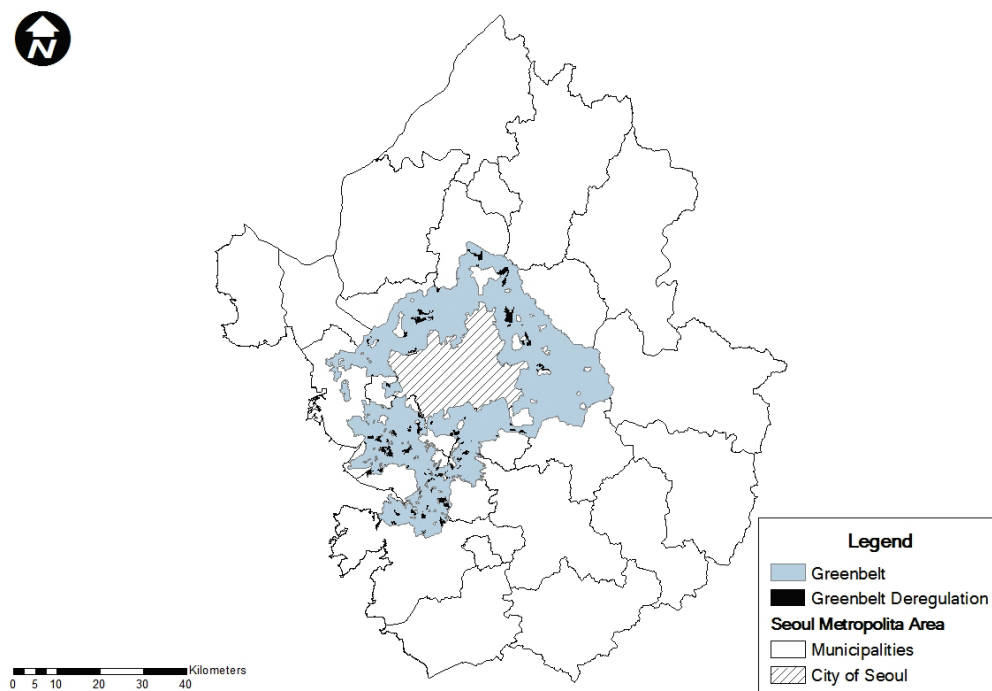 N
Legend
Greenbelt
Greenbelt Deregulation
Seoul Metropolita Area
Municipalities
City of Seoul
Kilometers
0 5 10 20 30 40